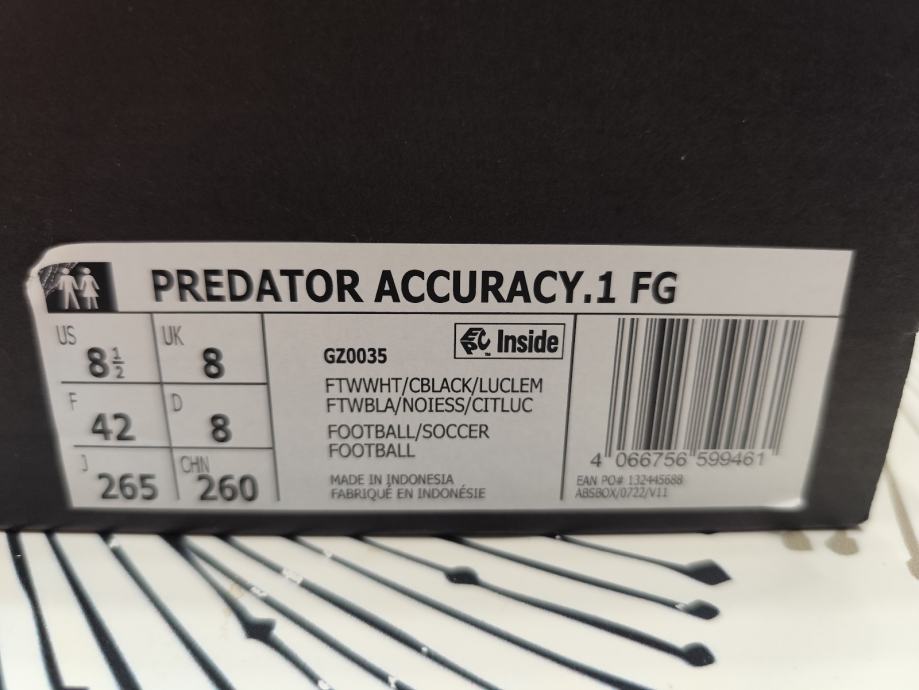 PREDATOR ACCURACY.1 FG
US 8 1/2 UK 8
F 42 D 8
J 265 CHN 260
Inside
GZ0035
FTWWHT/CBLACK/LUCLEM
FTWBLA/NOIESS/CITLUC
FOOTBALL/SOCCER
FOOTBALL
MADE IN INDONESIA
FABRIQUÉ EN INDONÉSIE
4 066756 599461
EAN PO# 132445688
ABSBOX/0722/V11